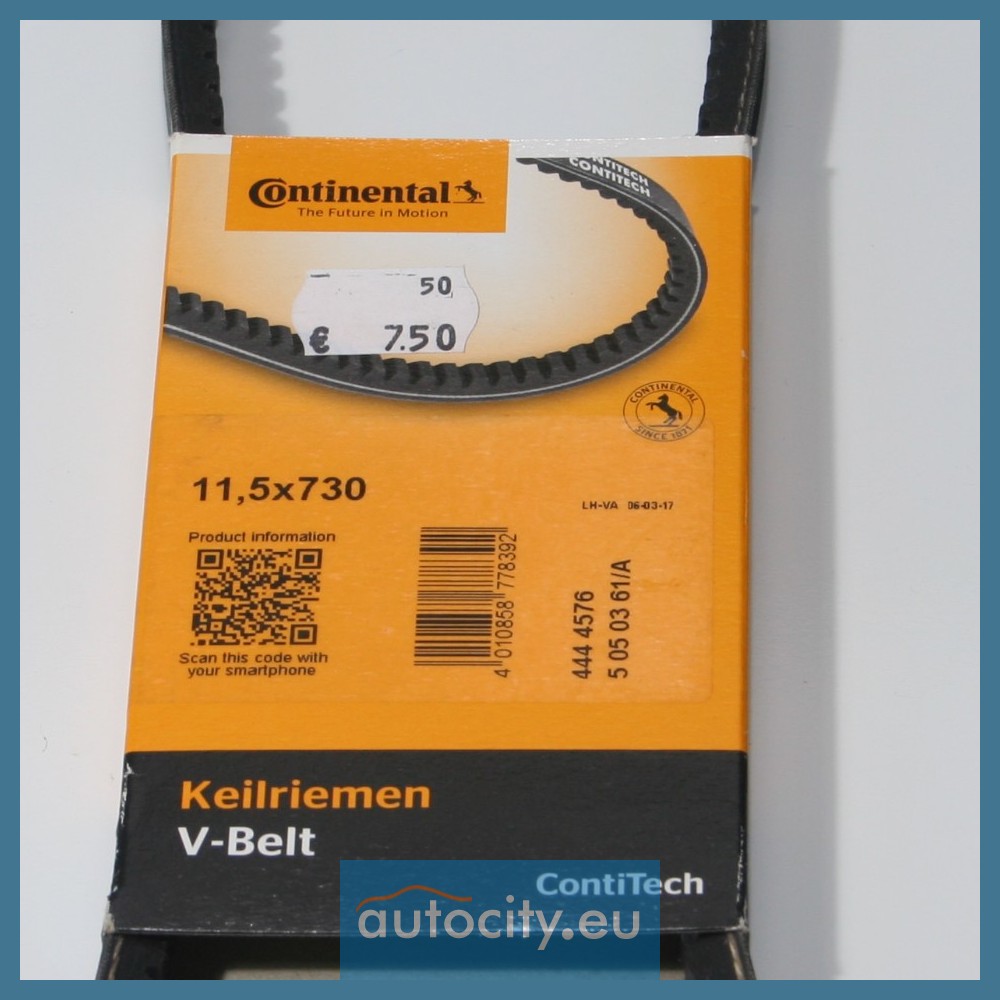 CONTITECH
CONTITECH
Continental
The Future in Motion
50
€ 7.50
CONTINENTAL
SINCE 1871
11,5x730
LH-VA 06-03-17
Product information
Scan this code with
your smartphone
4 010858 778392
444 4576
5 05 03 61/A
Keilriemen
V-Belt
ContiTech
autocity.eu